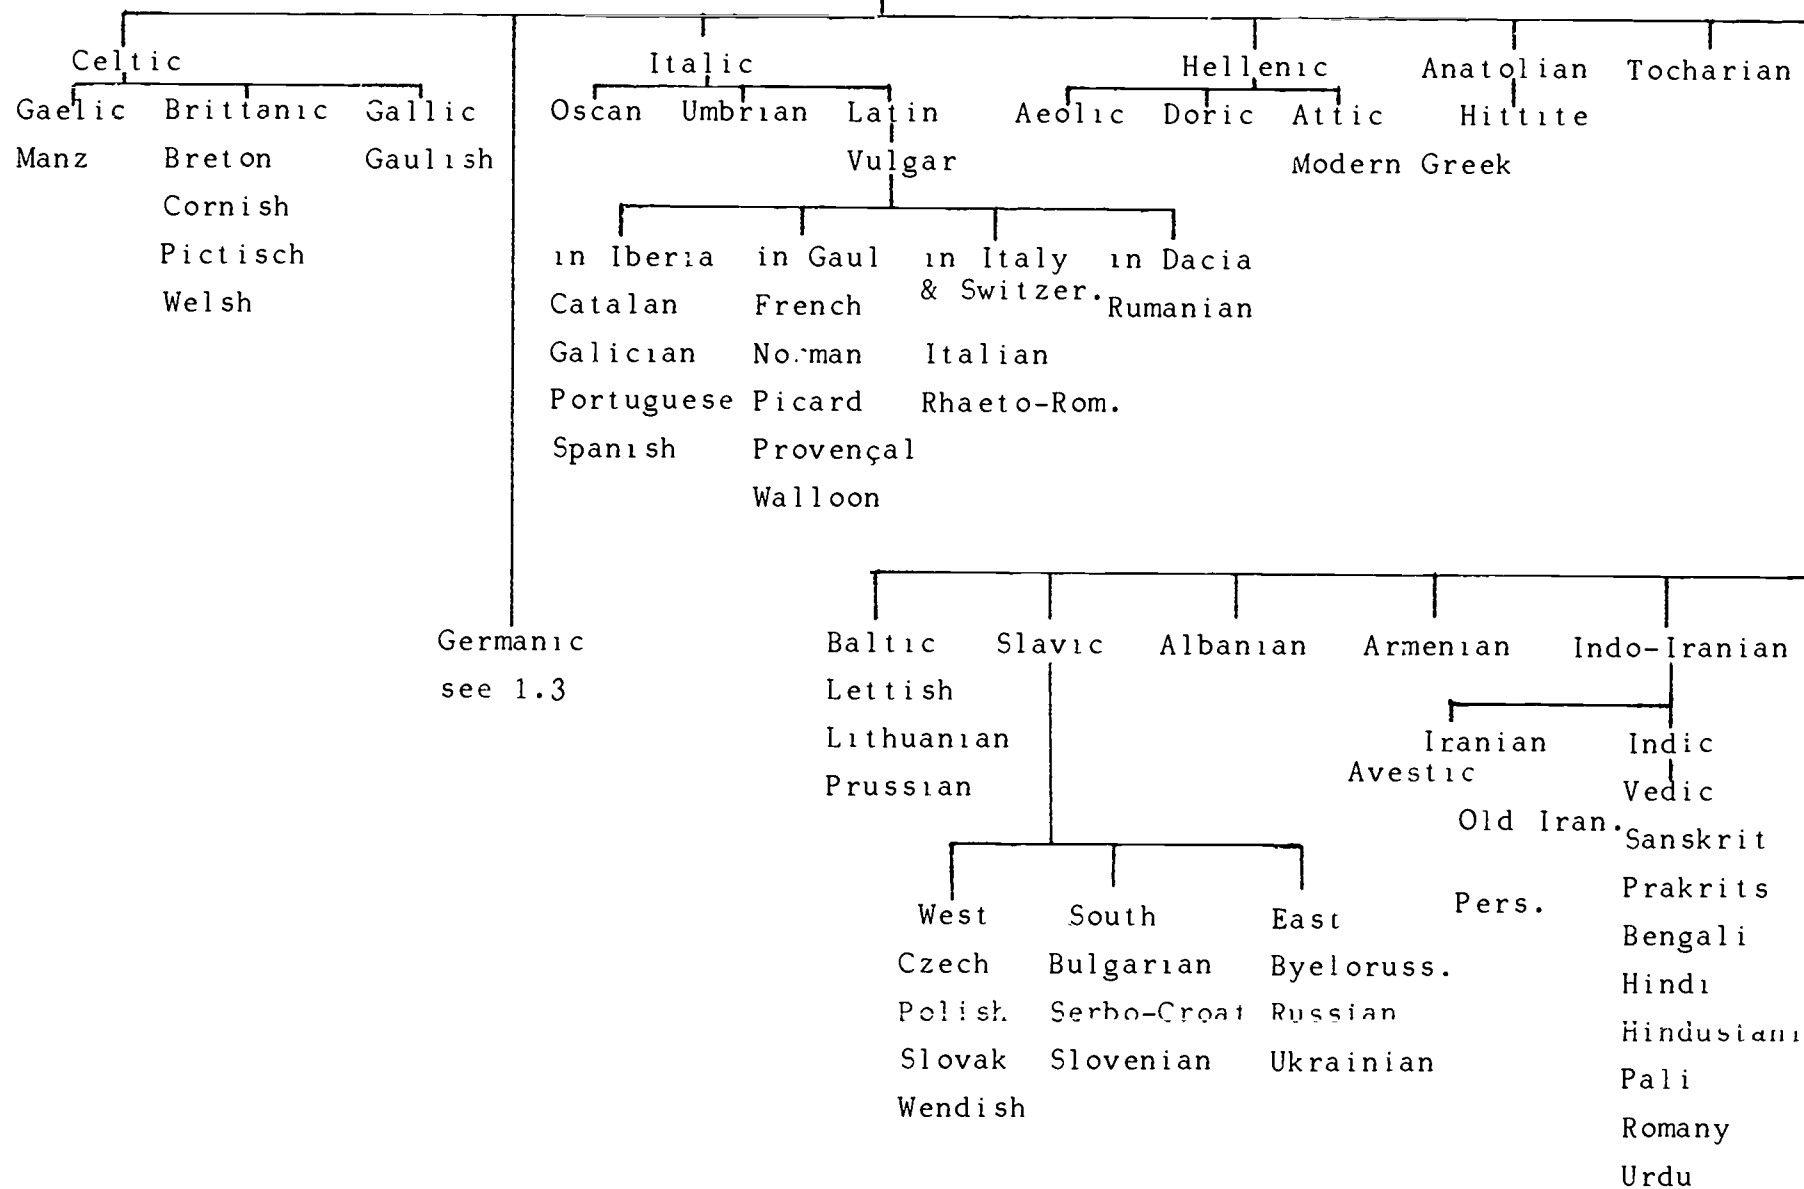 Celtic Italic Hellenic Anatolian Tocharian
Gaelic Brittanic Gallic Oscan Umbrian Latin Aeolic Doric Attic Hittite
Manz Breton Gaulish Vulgar Modern Greek
Cornish
Pictisch
Welsh
in Iberia in Gaul in Italy in Dacia
& Switzer.
Catalan French Rumanian
Galician Norman Italian
Portuguese Picard Rhaeto-Rom.
Spanish Provençal
Walloon
Germanic Baltic Slavic Albanian Armenian Indo-Iranian
see 1.3 Lettish
Lithuanian Iranian Indic
Avestic
Prussian Vedic
Old Iran.
Sanskrit
Prakrits
West South East Pers.
Bengali
Czech Bulgarian Byeloruss.
Hindi
Polish Serbo-Croat Russian
Hindustani
Slovak Slovenian Ukrainian
Pali
Wendish
Romany
Urdu